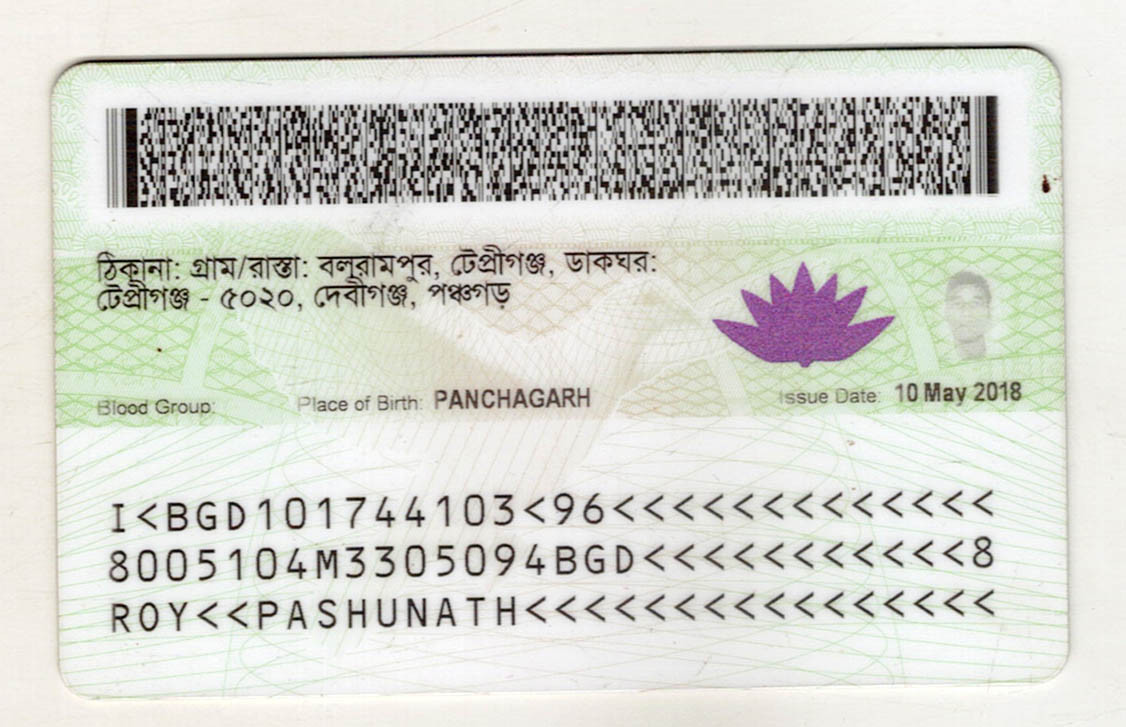 ঠিকানা: গ্রাম/রাস্তা: বলুরামপুর, টেপ্রীগঞ্জ, ডাকঘর:
টেপ্রীগঞ্জ - ৫০২০, দেবীগঞ্জ, পঞ্চগড়
Blood Group: Place of Birth: PANCHAGARH Issue Date: 10 May 2018
I<BGD101744103<96<<<<<<<<<<<<<
8005104M3305094BGD<<<<<<<<<<<8
ROY<<PASHUNATH<<<<<<<<<<<<<<<<